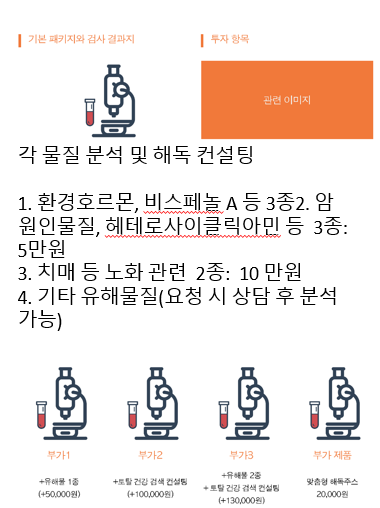 기본 패키지와 검사 결과지
투자 항목
관련 이미지
각 물질 분석 및 해독 컨설팅
1. 환경호르몬, 비스페놀 A 등 3종2. 암
원인물질, 헤테로사이클릭아민 등  3종:
5만원
3. 치매 등 노화 관련  2종:  10 만원
4. 기타 유해물질(요청 시 상담 후 분석
가능)
부가1
+유해물 1종
(+50,000원)
부가2
+토탈 건강 검색 컨설팅
(+100,000원)
부가3
+유해물 2종
+ 토탈 건강 검색 컨설팅
(+130,000원)
부가 제품
맞춤형 해독주스
20,000원